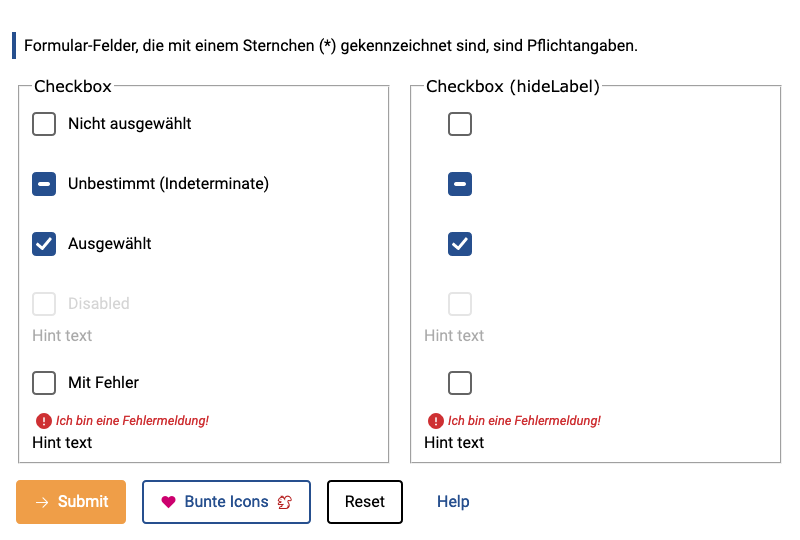 Formular-Felder, die mit einem Sternchen (*) gekennzeichnet sind, sind Pflichtangaben.
Checkbox
Nicht ausgewählt
Unbestimmt (Indeterminate)
Ausgewählt
Disabled
Hint text
Mit Fehler
Ich bin eine Fehlermeldung!
Hint text
Checkbox (hideLabel)
Hint text
Ich bin eine Fehlermeldung!
Hint text
Submit
Bunte Icons
Reset
Help